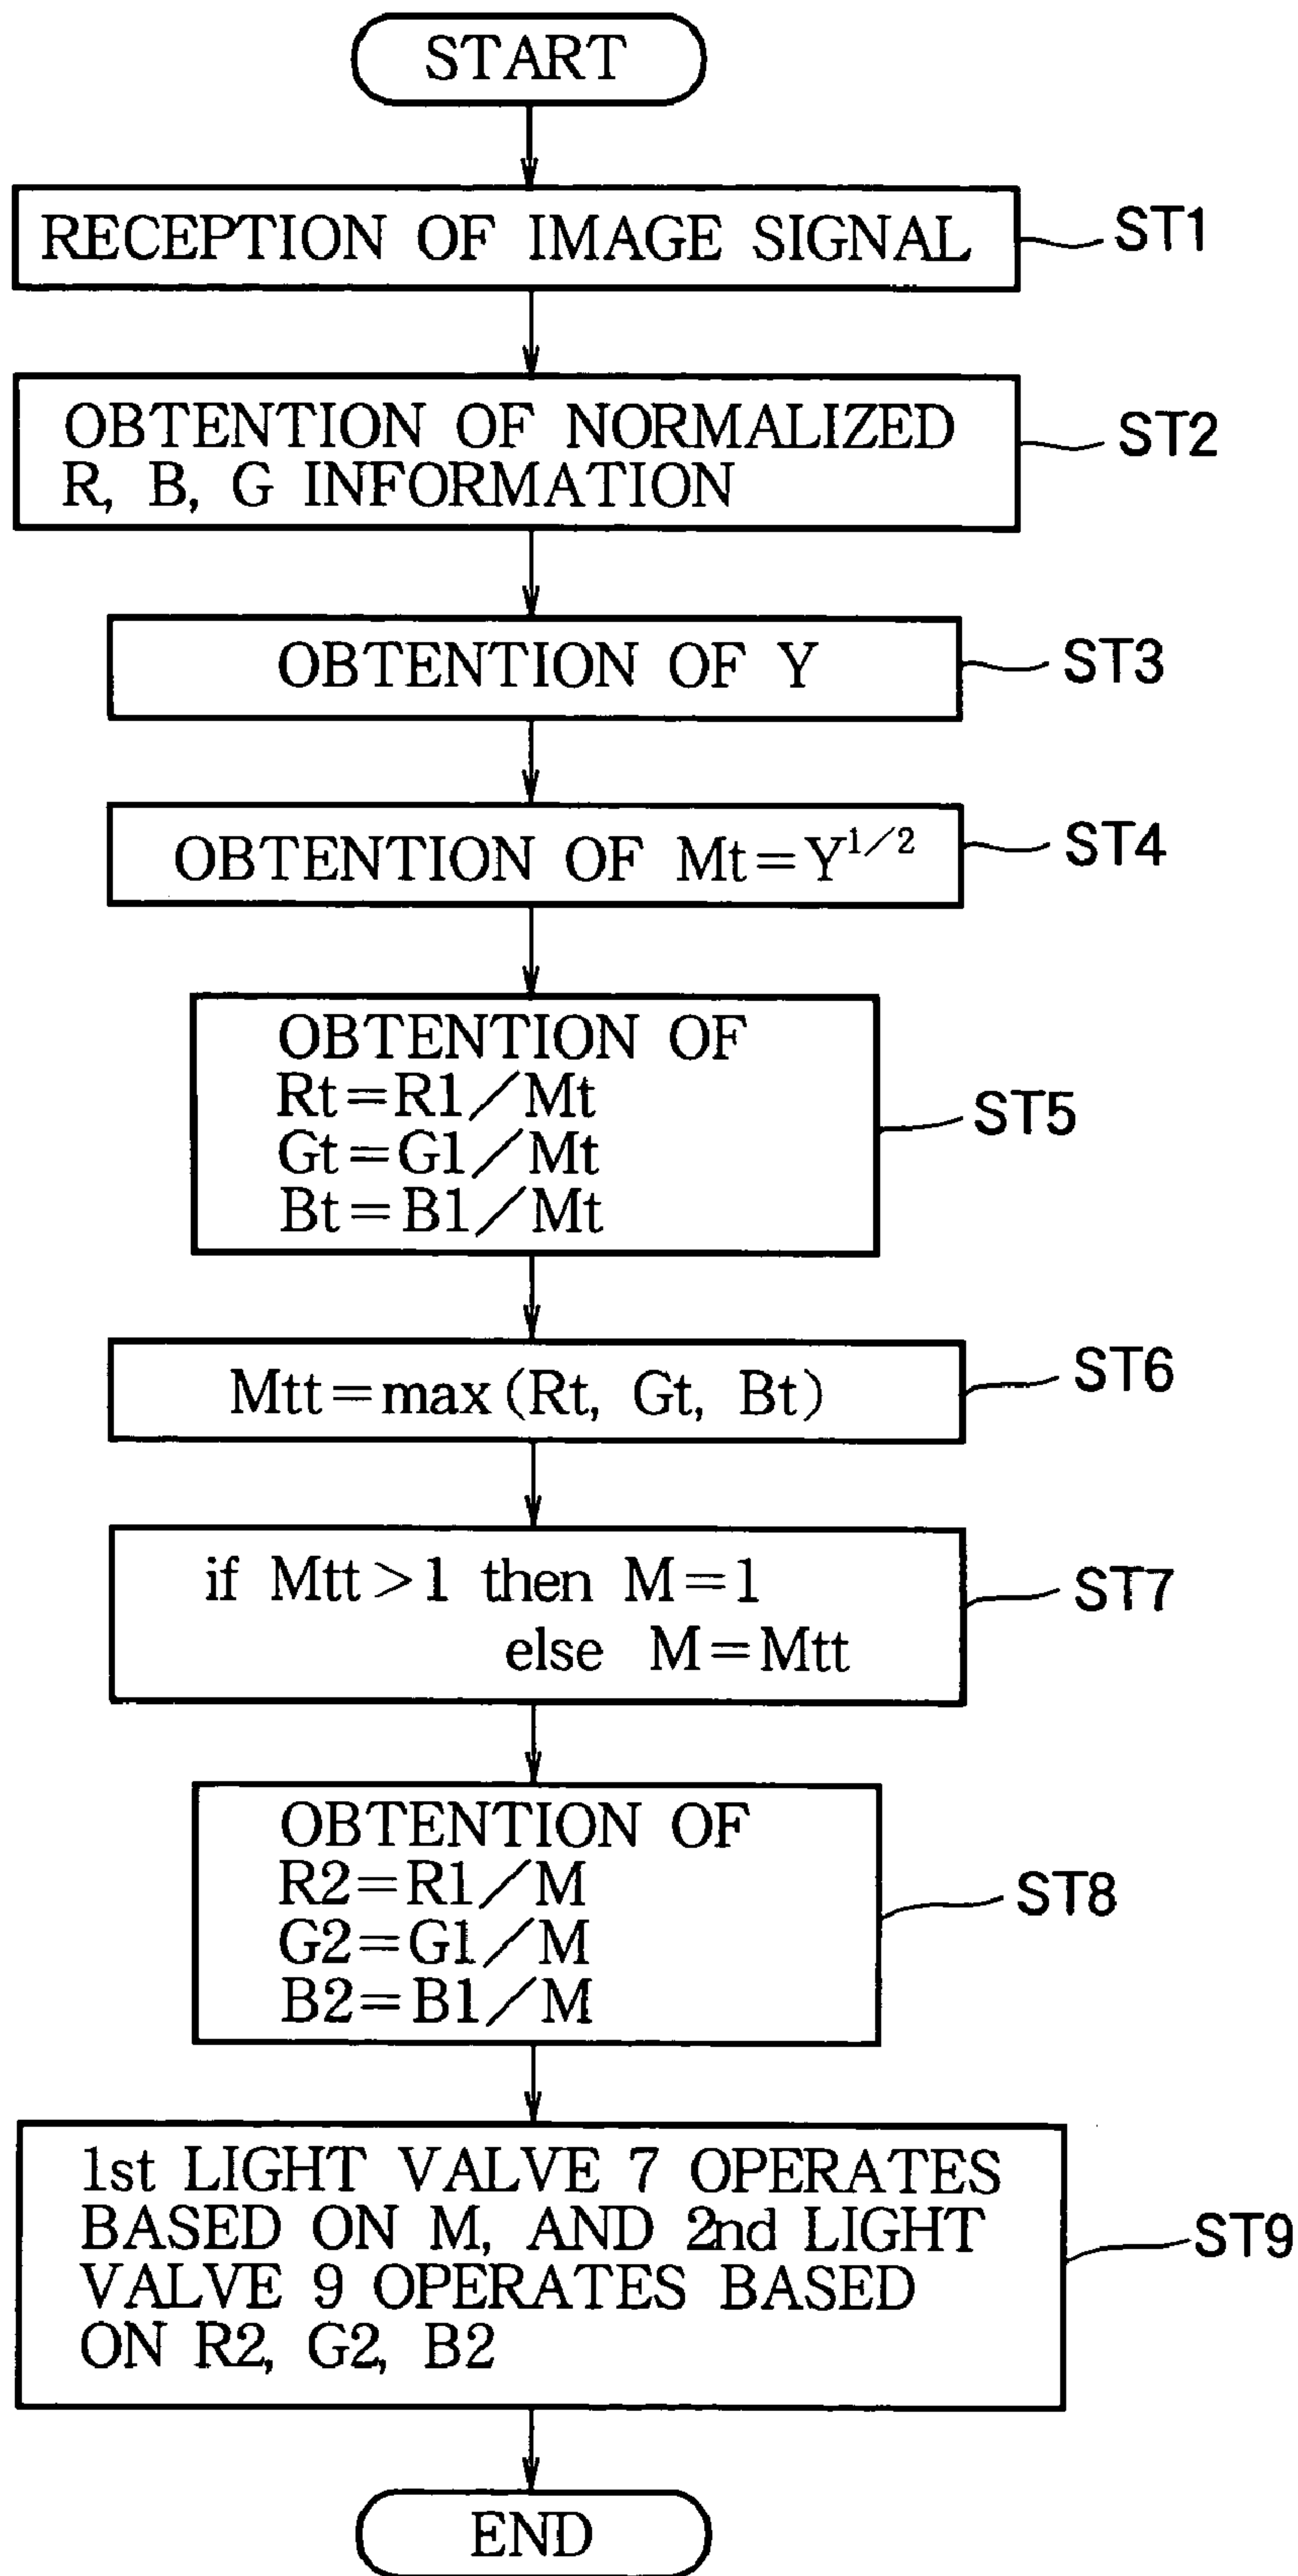 START
RECEPTION OF IMAGE SIGNAL
ST1
OBTENTION OF NORMALIZED
R, B, G INFORMATION
ST2
OBTENTION OF Y
ST3
OBTENTION OF Mt=Y^1/2
ST4
OBTENTION OF
Rt=R1/Mt
Gt=G1/Mt
Bt=B1/Mt
ST5
Mtt=max(Rt, Gt, Bt)
ST6
if Mtt>1 then M=1
else M=Mtt
ST7
OBTENTION OF
R2=R1/M
G2=G1/M
B2=B1/M
ST8
1st LIGHT VALVE 7 OPERATES
BASED ON M, AND 2nd LIGHT
VALVE 9 OPERATES BASED
ON R2, G2, B2
ST9
END